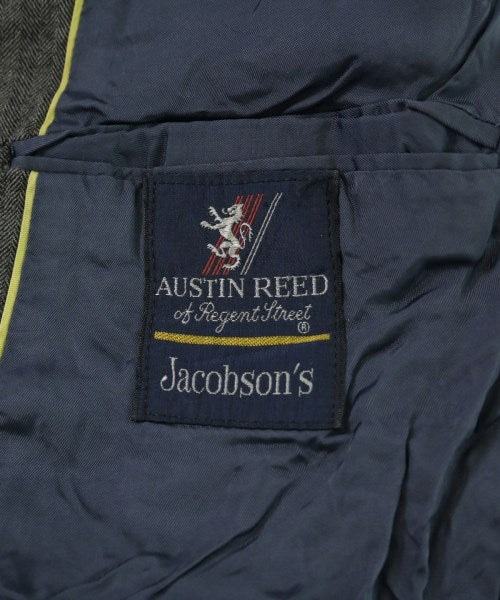 AUSTIN REED
of Regent Street
®
Jacobson's